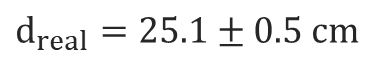 d_real = 25.1 ± 0.5 cm